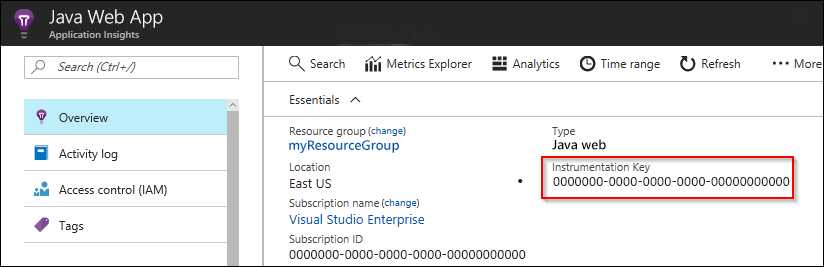 Java Web App
Application Insights
Search (Ctrl+/)
Overview
Activity log
Access control (IAM)
Tags
Search Metrics Explorer Analytics Time range Refresh ··· More
Essentials
Resource group (change)
myResourceGroup
Location
East US
Subscription name (change)
Visual Studio Enterprise
Subscription ID
0000000-0000-0000-0000-00000000000
Type
Java web
Instrumentation Key
0000000-0000-0000-0000-00000000000